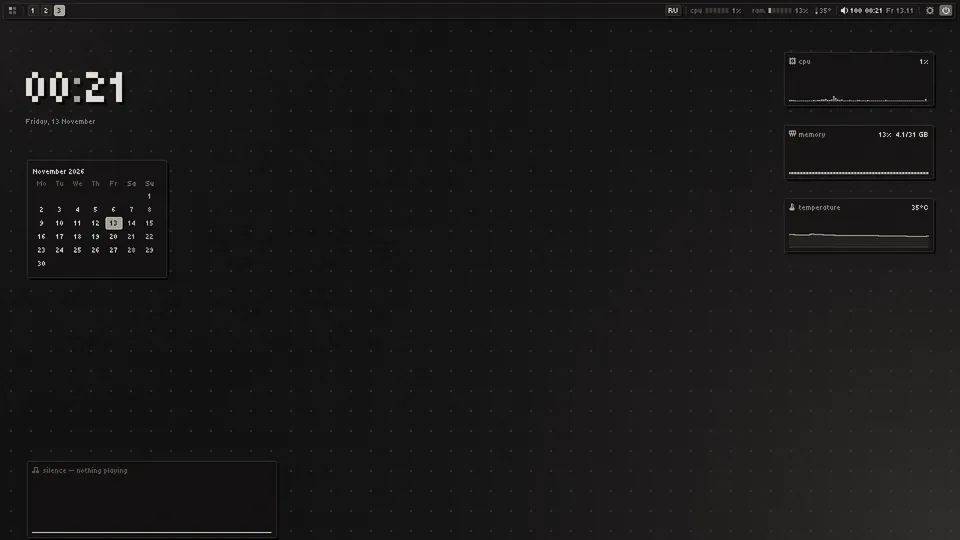 1 2 3 RU cpu 1% ram 13% 35° 100 00:21 Fr 13.11
00:21
Friday, 13 November
November 2026
Mo Tu We Th Fr Sa Su
1
2 3 4 5 6 7 8
9 10 11 12 13 14 15
16 17 18 19 20 21 22
23 24 25 26 27 28 29
30
cpu 1%
memory 13% 4.1/31 GB
temperature 35°C
silence — nothing playing